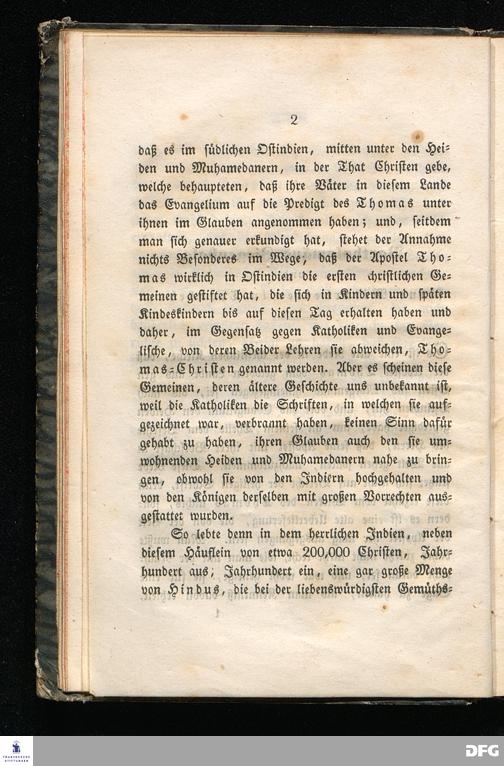 2
daß es im südlichen Ostindien, mitten unter den Hei-
den und Muhamedanern, in der That Christen gebe,
welche behaupteten, daß ihre Väter in diesem Lande
das Evangelium auf die Predigt des Thomas unter
ihnen im Glauben angenommen haben; und, seitdem
man sich genauer erkundigt hat, stehet der Annahme
nichts Besonderes im Wege, daß der Apostel Tho-
mas wirklich in Ostindien die ersten christlichen Ge-
meinen gestiftet hat, die sich in Kindern und späten
Kindeskindern bis auf diesen Tag erhalten haben und
daher, im Gegensatz gegen Katholiken und Evange-
lische, von deren Beider Lehren sie abweichen, Tho-
mas-Christen genannt werden. Aber es scheinen diese
Gemeinen, deren ältere Geschichte uns unbekannt ist,
weil die Katholiken die Schriften, in welchen sie auf-
gezeichnet war, verbrannt haben, keinen Sinn dafür
gehabt zu haben, ihren Glauben auch den sie um-
wohnenden Heiden und Muhamedanern nahe zu brin-
gen, obwohl sie von den Indiern hochgehalten und
von den Königen derselben mit großen Vorrechten aus-
gestattet wurden.
So lebte denn in dem herrlichen Indien, neben
diesem Häuflein von etwa 200,000 Christen, Jahr-
hundert aus, Jahrhundert ein, eine gar große Menge
von Hindus, die bei der liebenswürdigsten Gemüths-
FRANCKESCHE
STIFTUNGEN
DFG